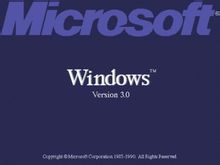 Microsoft®
Windows™
Version 3.0
Copyright © Microsoft Corporation 1985-1990. All Rights Reserved.